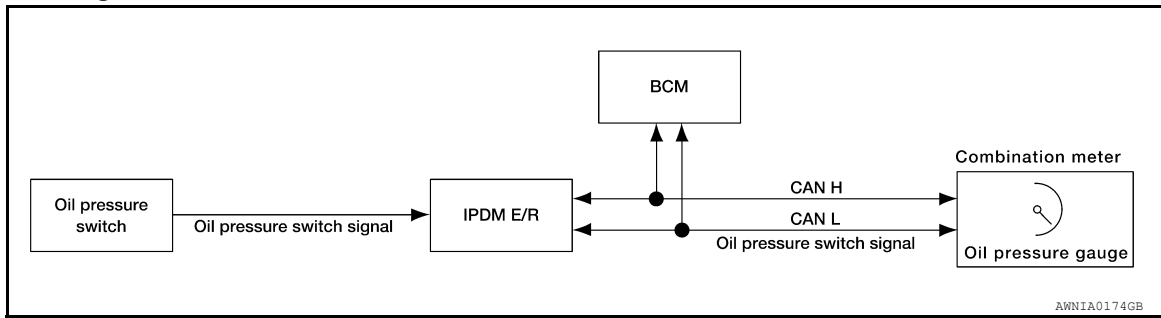 BCM
Combination meter
Oil pressure
switch
Oil pressure switch signal
IPDM E/R
CAN H
CAN L
Oil pressure switch signal
Oil pressure gauge
AWNIA0174GB